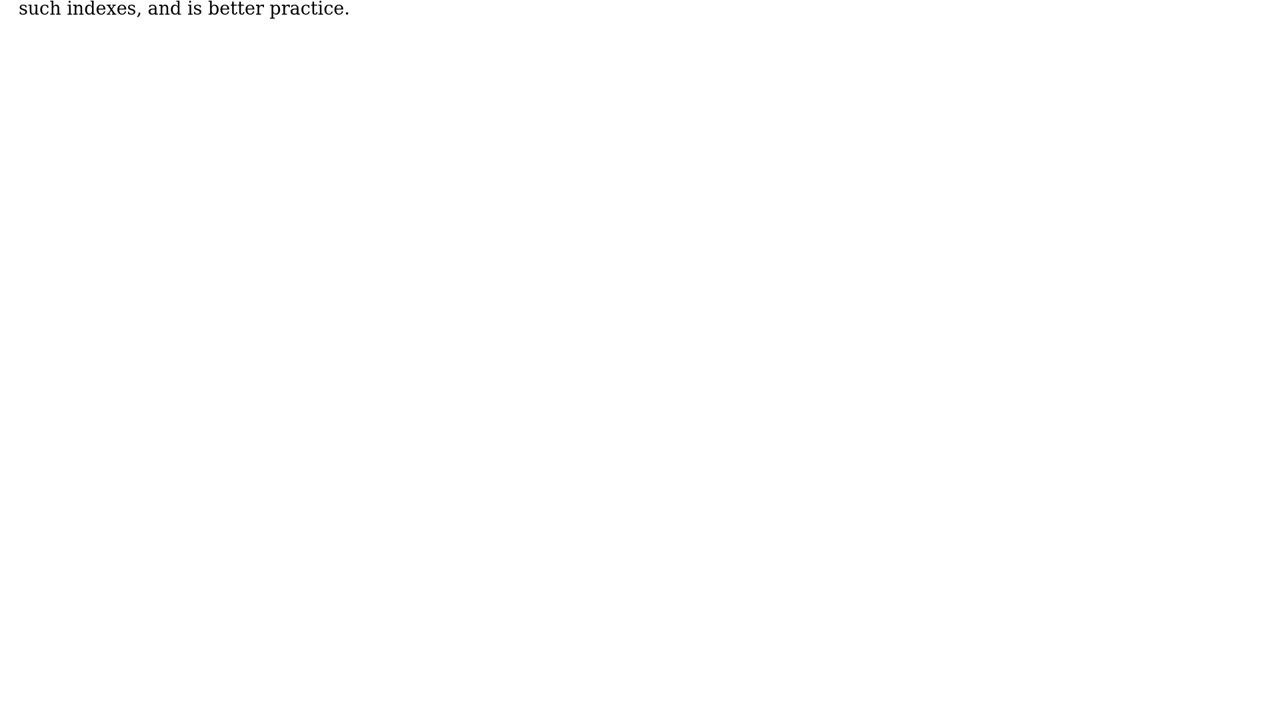 such indexes, and is better practice.